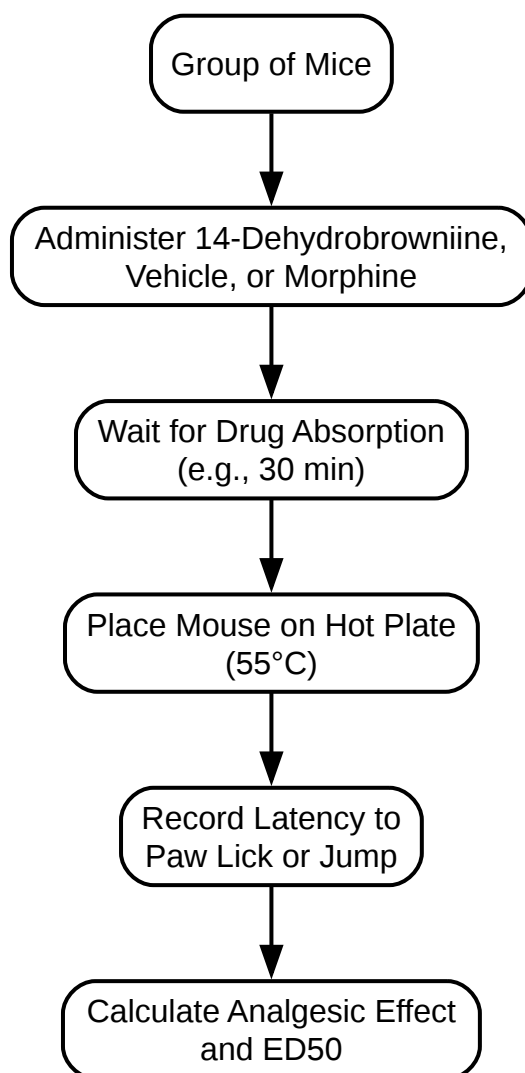 Group of Mice
Administer 14-Dehydrobrowniine,
Vehicle, or Morphine
Wait for Drug Absorption
(e.g., 30 min)
Place Mouse on Hot Plate
(55°C)
Record Latency to
Paw Lick or Jump
Calculate Analgesic Effect
and ED50